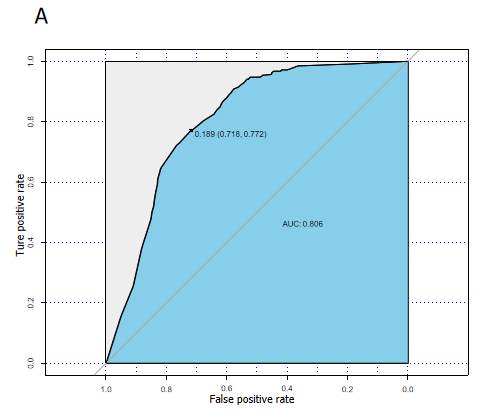 A
1.0
0.8
0.6
0.4
0.2
0.0
Ture positive rate
0.189 (0.718, 0.772)
AUC: 0.806
1.0 0.8 0.6 0.4 0.2 0.0
False positive rate